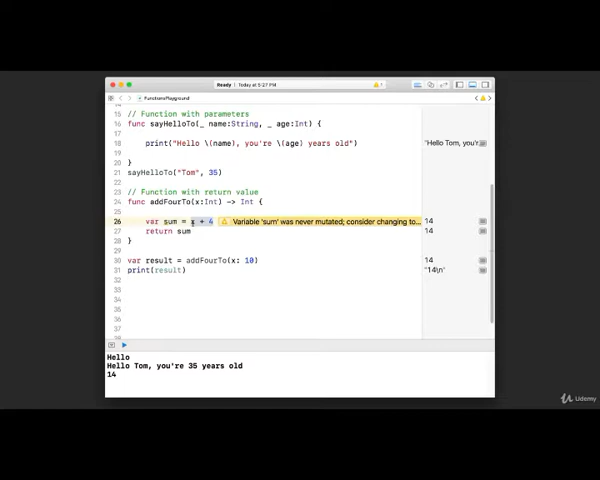 Ready | Today at 5:27 PM
FunctionsPlayground
14
15 // Function with parameters
16 func sayHelloTo(_ name:String, _ age:Int) {
17
18 print("Hello \(name), you're \(age) years old") "Hello Tom, you'r
19
20 }
21 sayHelloTo("Tom", 35)
22
23 // Function with return value
24 func addFourTo(x:Int) -> Int {
25
26 var sum = x + 4 Variable 'sum' was never mutated; consider changing to... 14
27 return sum 14
28 }
29
30 var result = addFourTo(x: 10) 14
31 print(result) "14\n"
32
33
34
35
36
37
38
Hello
Hello Tom, you're 35 years old
14
Udemy